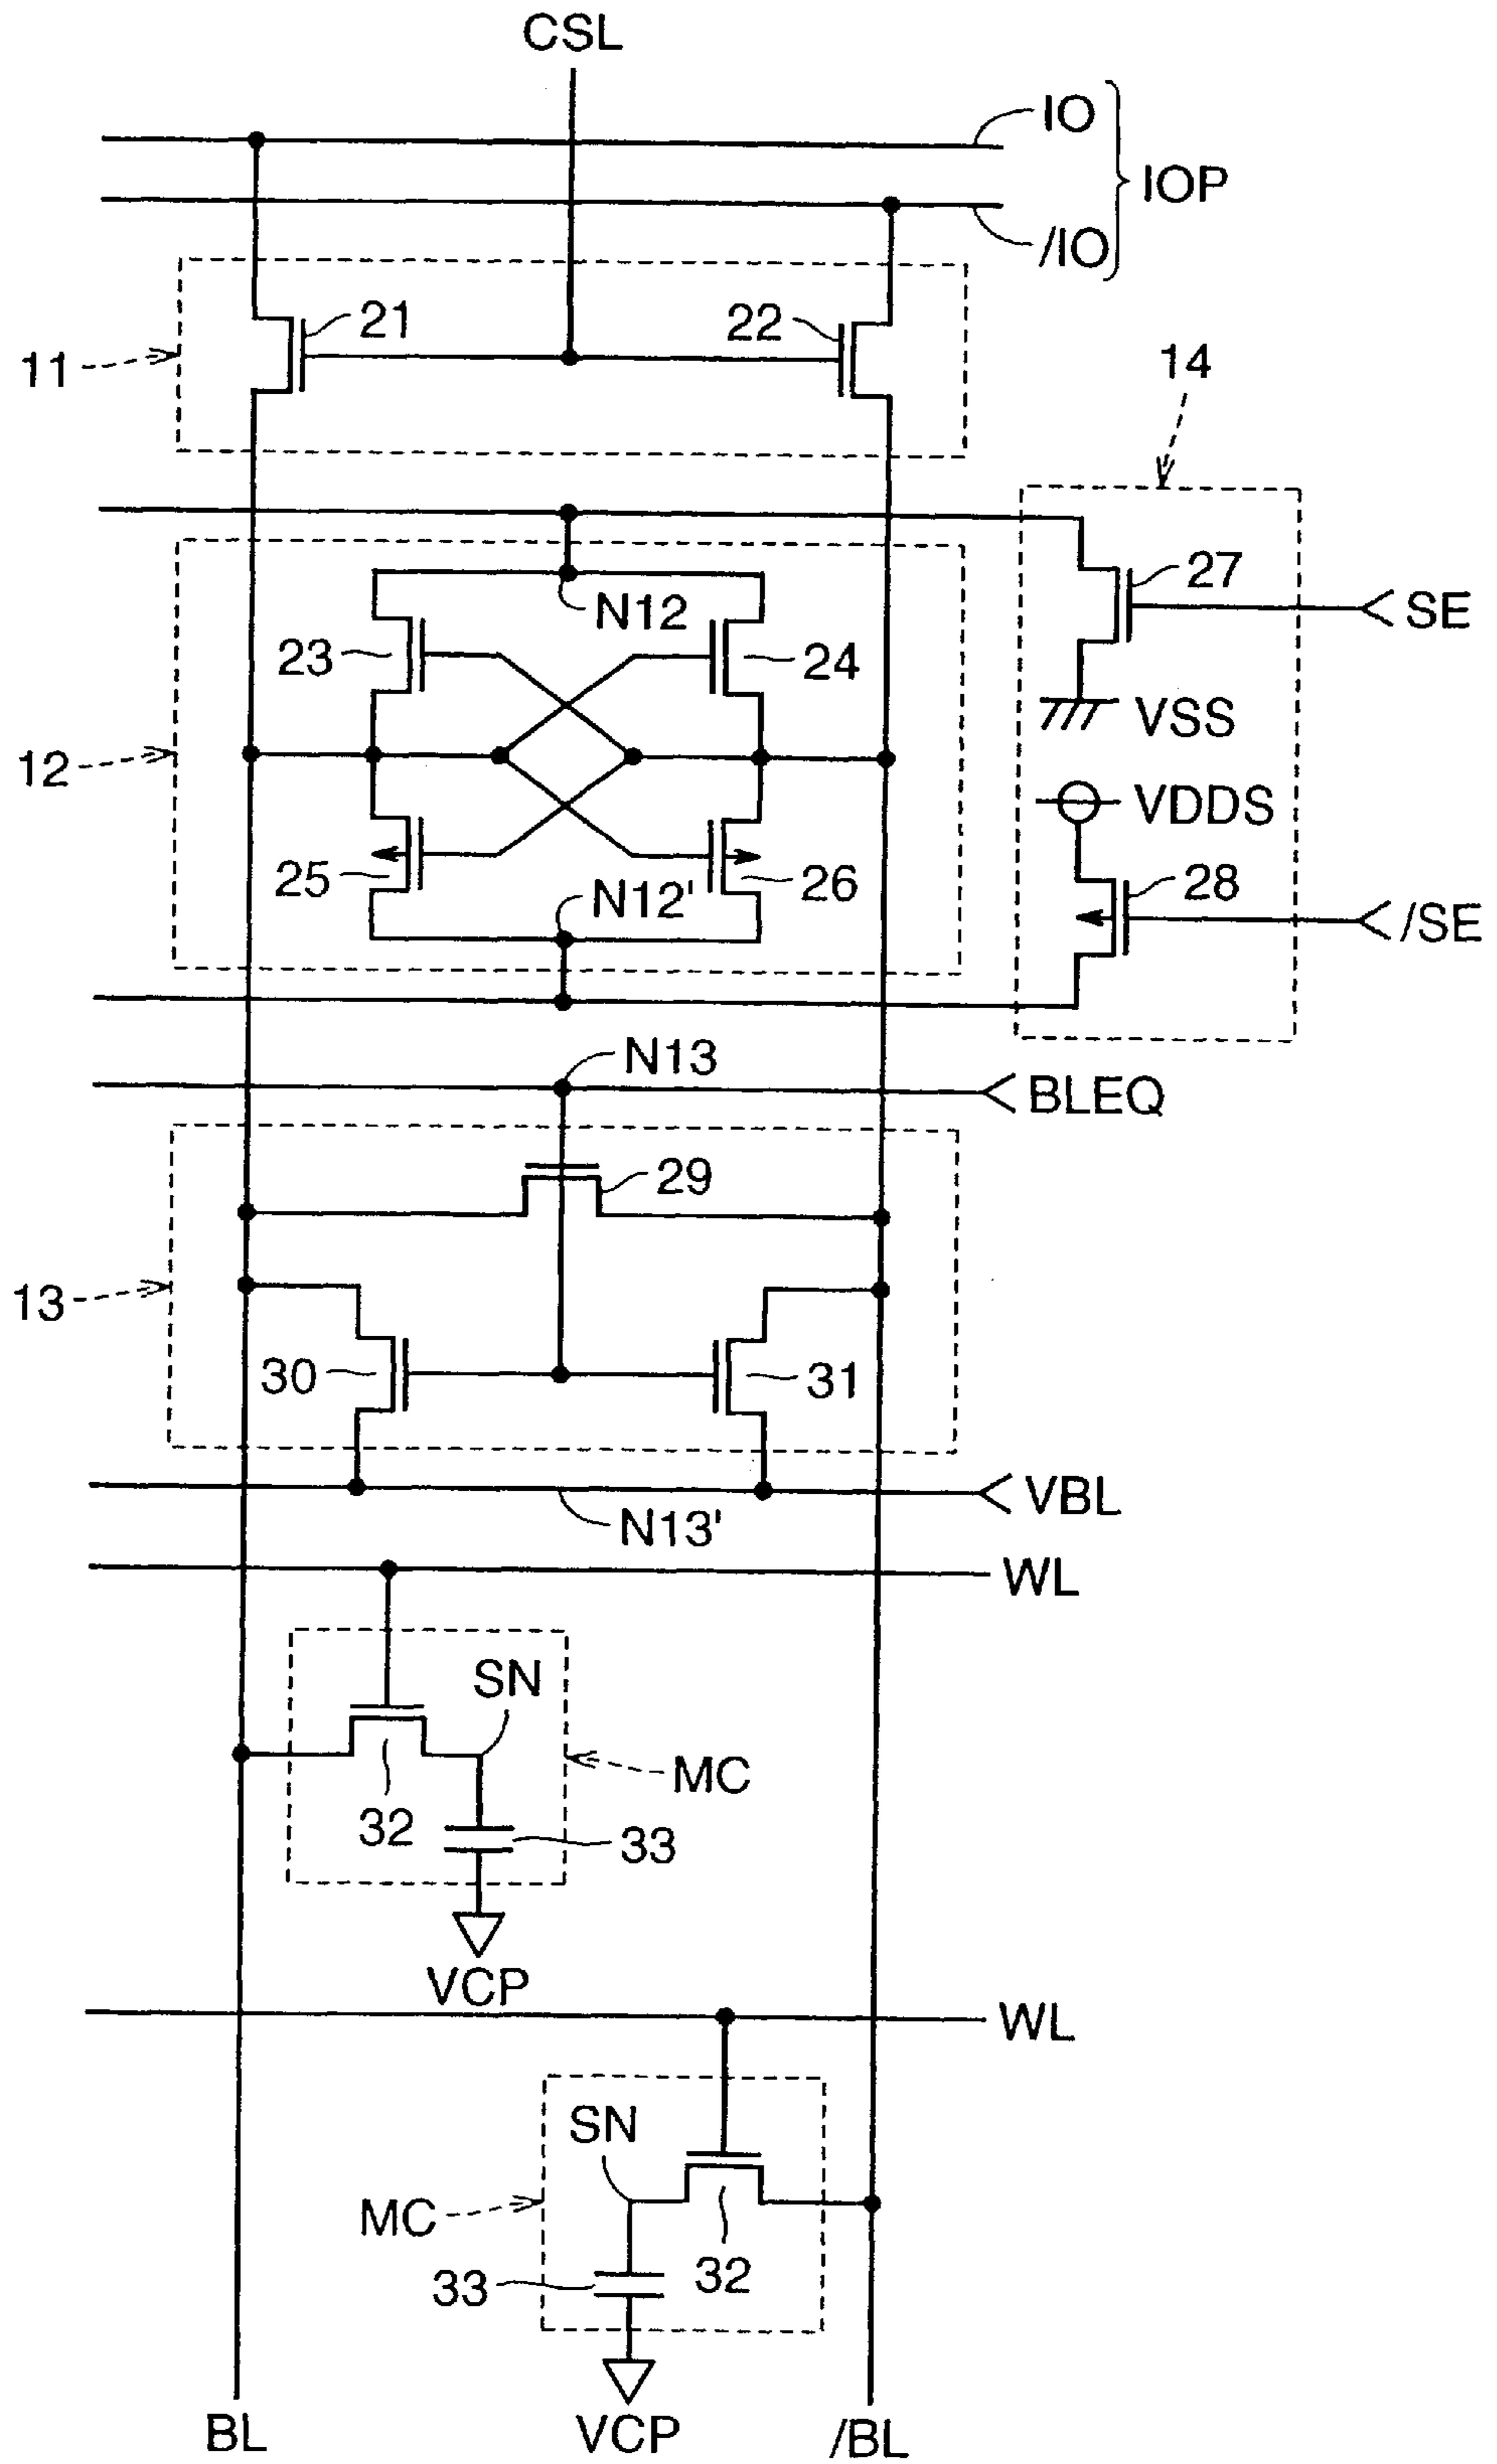 CSL
IO
IOP
/IO
21
22
11
14
N12
27
SE
23
24
VSS
12
VDDS
25
N12'
26
28
/SE
N13
BLEQ
29
13
30
31
VBL
N13'
WL
SN
MC
32
33
VCP
WL
SN
MC
33
32
BL
VCP
/BL